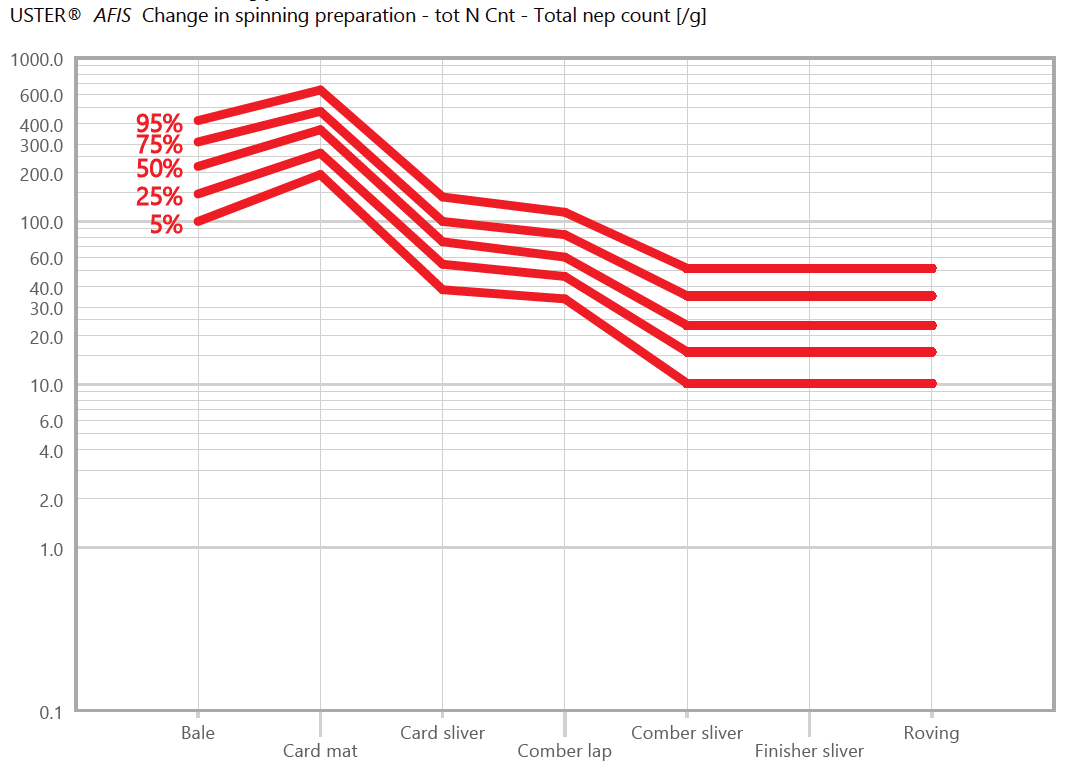 USTER® AFIS Change in spinning preparation - tot N Cnt - Total nep count [/g]
1000.0
600.0
400.0
300.0
200.0
100.0
60.0
40.0
30.0
20.0
10.0
6.0
4.0
2.0
1.0
0.1
95%
75%
50%
25%
5%
Bale
Card mat
Card sliver
Comber lap
Comber sliver
Finisher sliver
Roving